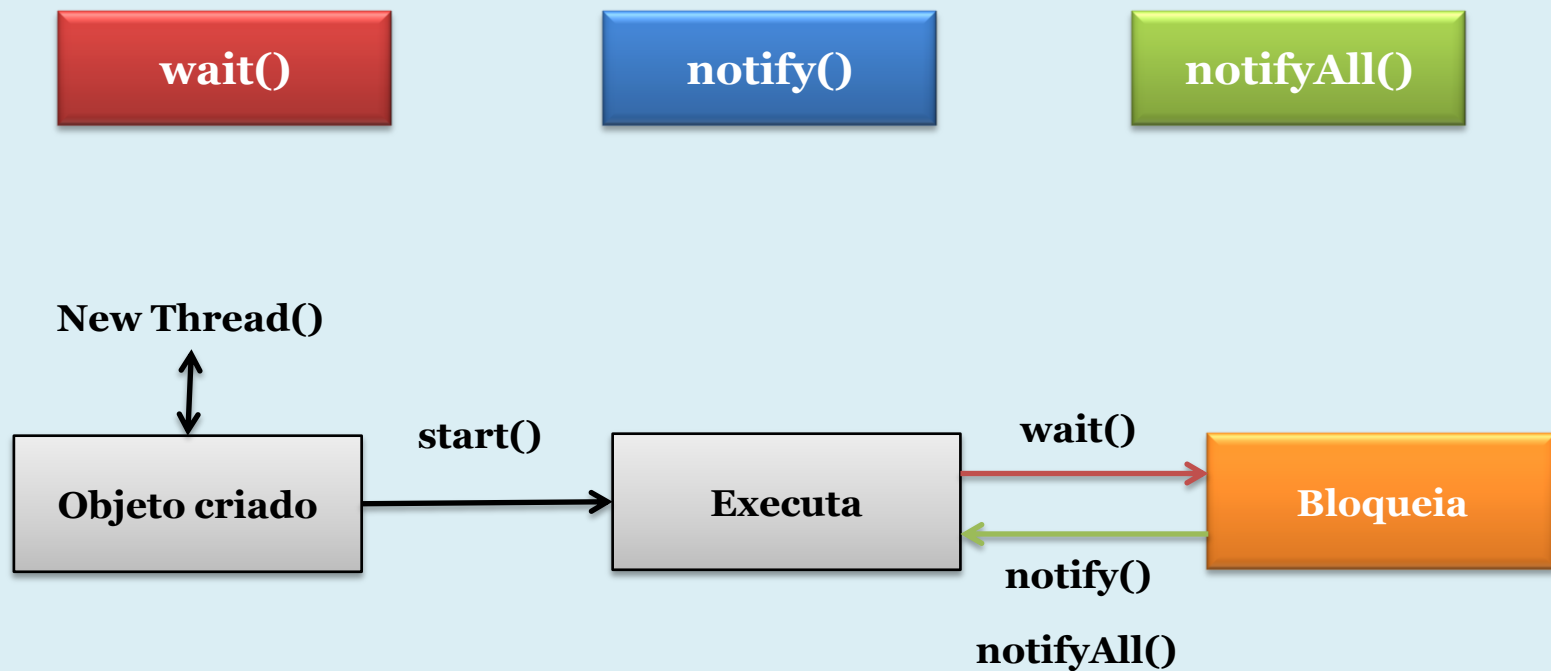 wait()
notify()
notifyAll()
New Thread()
start()
wait()
Objeto criado
Executa
Bloqueia
notify()
notifyAll()